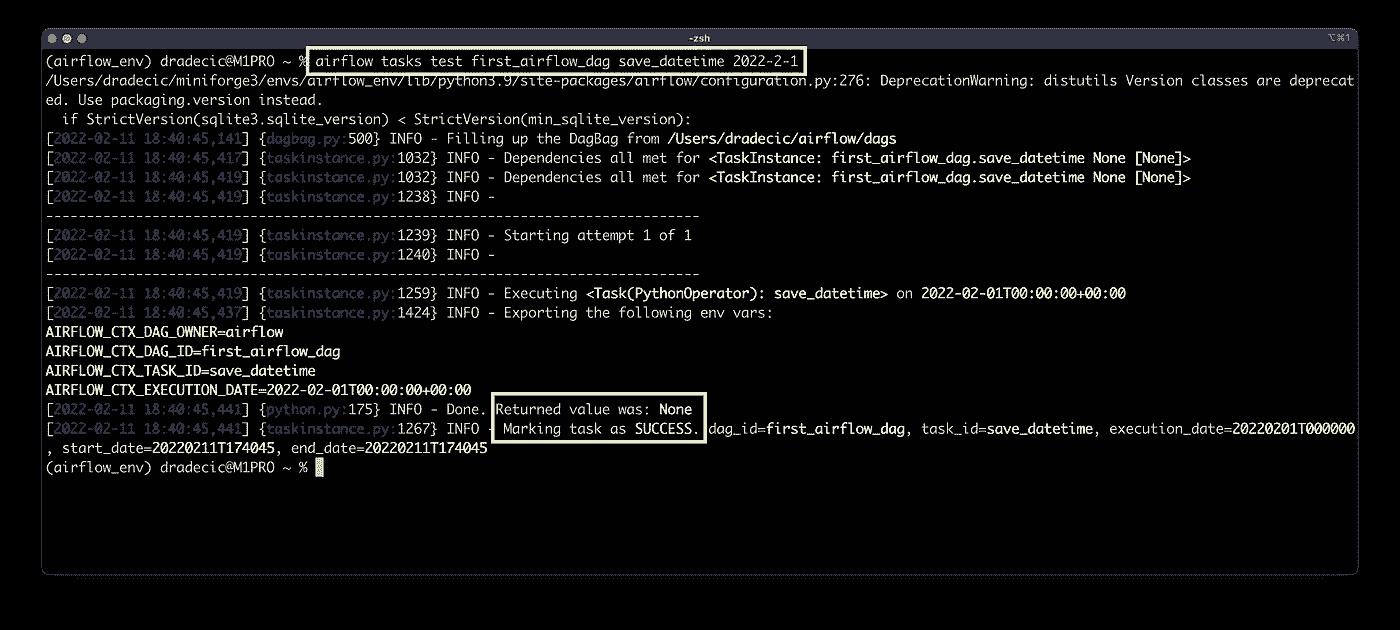 -zsh
⌥⌘1
(airflow_env) dradecic@M1PRO ~ % airflow tasks test first_airflow_dag save_datetime 2022-2-1
/Users/dradecic/miniforge3/envs/airflow_env/lib/python3.9/site-packages/airflow/configuration.py:276: DeprecationWarning: distutils Version classes are deprecat
ed. Use packaging.version instead.
  if StrictVersion(sqlite3.sqlite_version) < StrictVersion(min_sqlite_version):
[2022-02-11 18:40:45,141] {dagbag.py:500} INFO - Filling up the DagBag from /Users/dradecic/airflow/dags
[2022-02-11 18:40:45,417] {taskinstance.py:1032} INFO - Dependencies all met for <TaskInstance: first_airflow_dag.save_datetime None [None]>
[2022-02-11 18:40:45,419] {taskinstance.py:1032} INFO - Dependencies all met for <TaskInstance: first_airflow_dag.save_datetime None [None]>
[2022-02-11 18:40:45,419] {taskinstance.py:1238} INFO -
--------------------------------------------------------------------------------
[2022-02-11 18:40:45,419] {taskinstance.py:1239} INFO - Starting attempt 1 of 1
[2022-02-11 18:40:45,419] {taskinstance.py:1240} INFO -
--------------------------------------------------------------------------------
[2022-02-11 18:40:45,419] {taskinstance.py:1259} INFO - Executing <Task(PythonOperator): save_datetime> on 2022-02-01T00:00:00+00:00
[2022-02-11 18:40:45,437] {taskinstance.py:1424} INFO - Exporting the following env vars:
AIRFLOW_CTX_DAG_OWNER=airflow
AIRFLOW_CTX_DAG_ID=first_airflow_dag
AIRFLOW_CTX_TASK_ID=save_datetime
AIRFLOW_CTX_EXECUTION_DATE=2022-02-01T00:00:00+00:00
[2022-02-11 18:40:45,441] {python.py:175} INFO - Done. Returned value was: None
[2022-02-11 18:40:45,441] {taskinstance.py:1267} INFO - Marking task as SUCCESS. dag_id=first_airflow_dag, task_id=save_datetime, execution_date=20220201T000000
, start_date=20220211T174045, end_date=20220211T174045
(airflow_env) dradecic@M1PRO ~ %